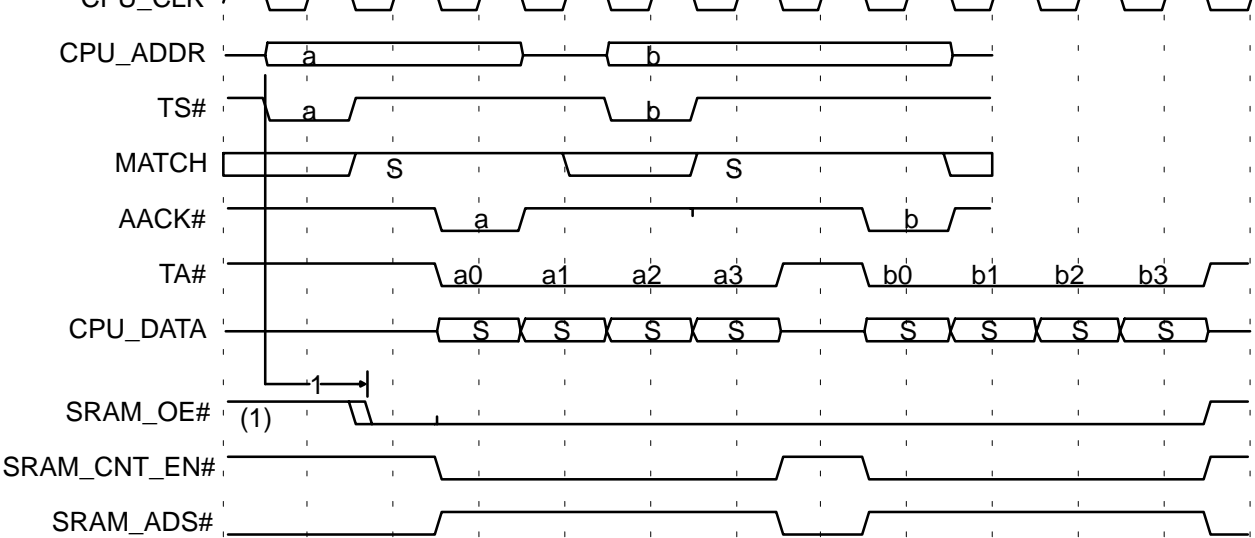 CPU_CLK
CPU_ADDR a b
TS# a b
MATCH S S
AACK# a b
TA# a0 a1 a2 a3 b0 b1 b2 b3
CPU_DATA S S S S S S S S
1
SRAM_OE# (1)
SRAM_CNT_EN#
SRAM_ADS#